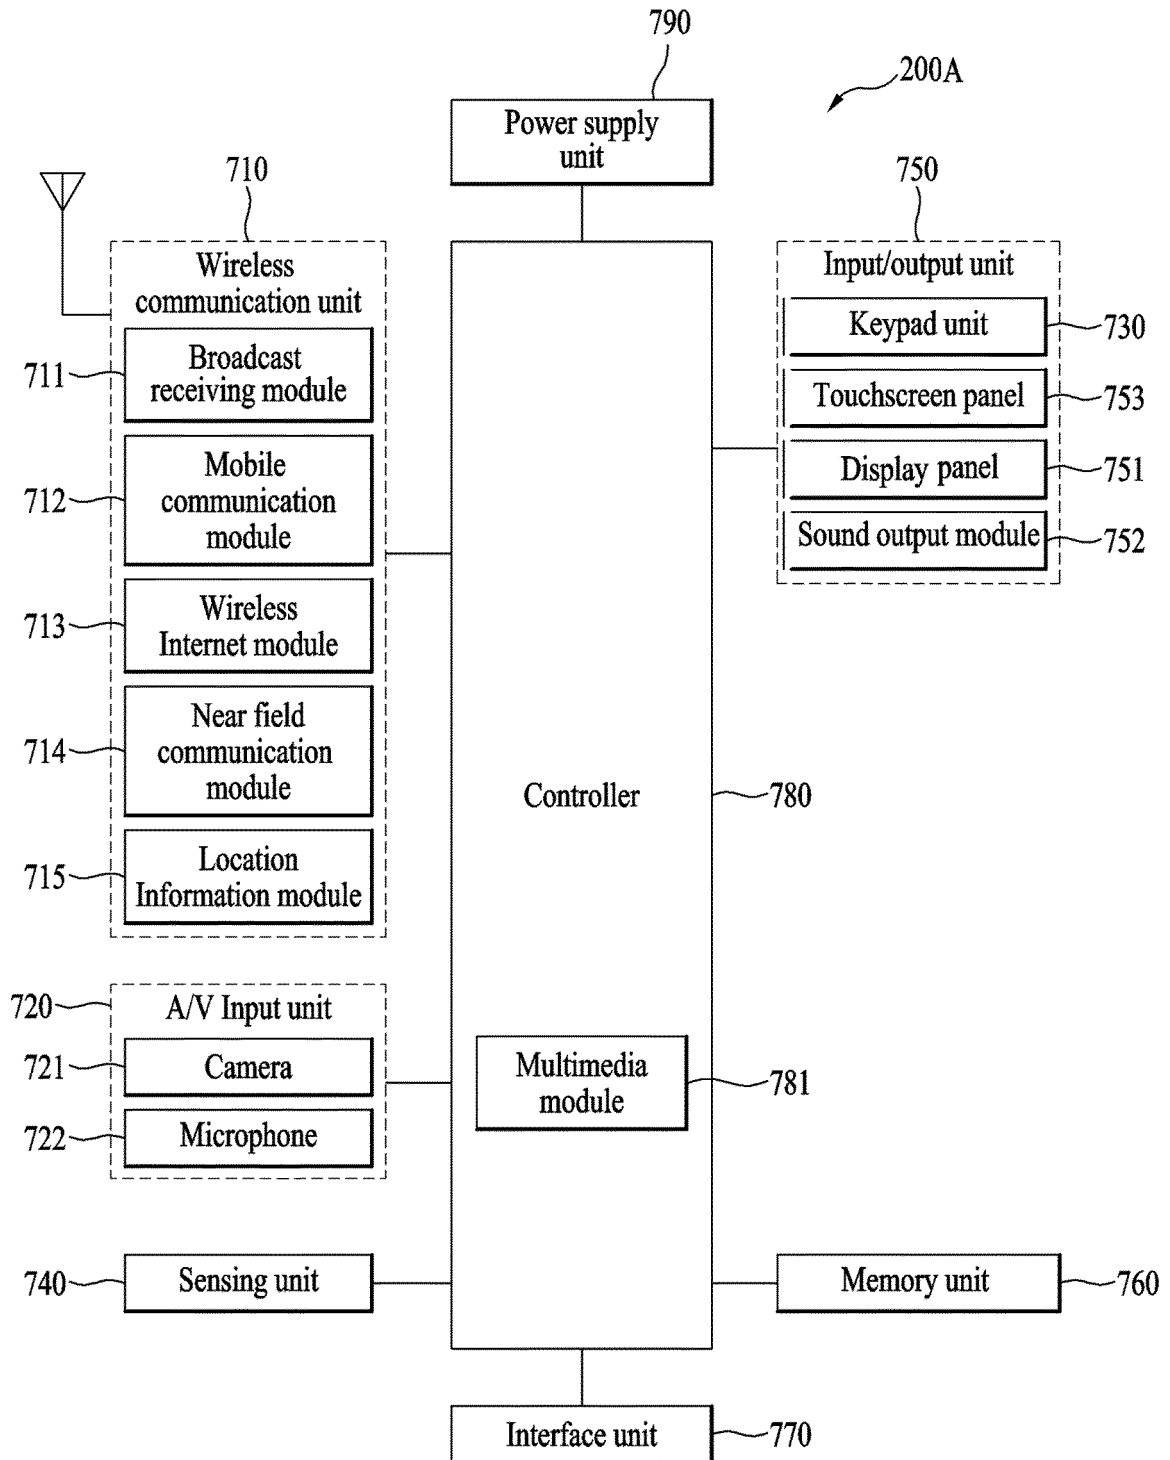 790
200A
Power supply
unit
710
750
Wireless
communication unit
Input/output unit
711
Broadcast
receiving module
Keypad unit
730
Touchscreen panel
753
712
Mobile
communication
module
Display panel
751
Sound output module
752
713
Wireless
Internet module
714
Near field
communication
module
Controller
780
715
Location
Information module
720
A/V Input unit
721
Camera
Multimedia
module
781
722
Microphone
740
Sensing unit
Memory unit
760
Interface unit
770